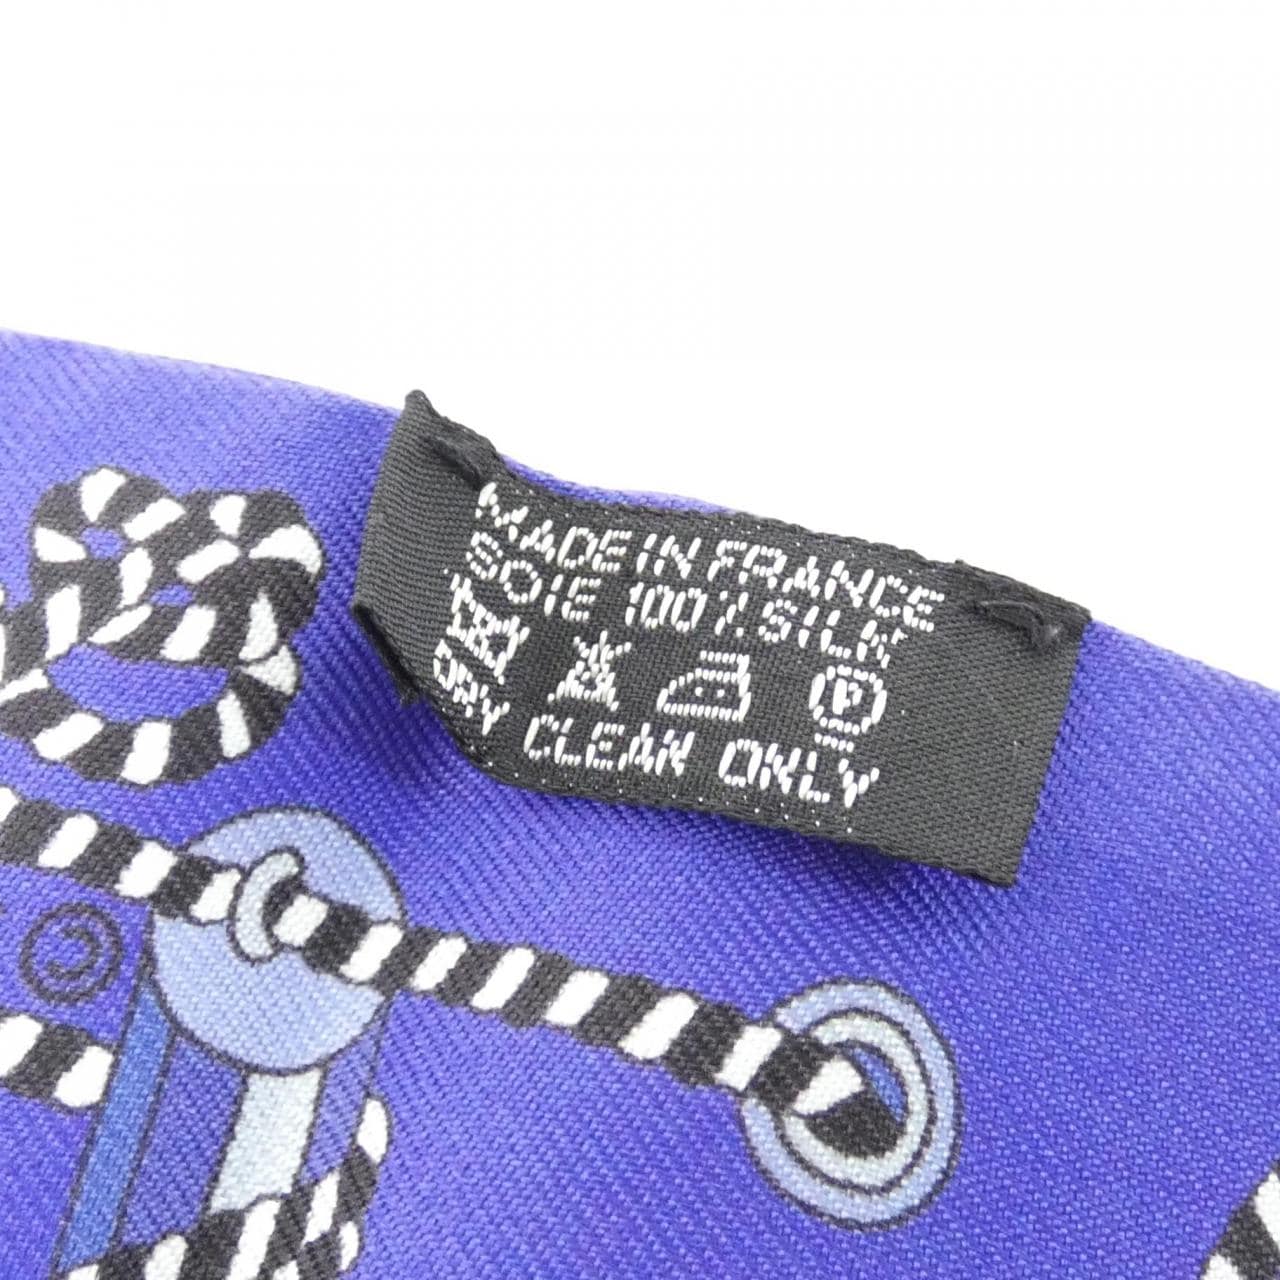 MADE IN FRANCE
SOIE 100% SILK
P
DRY CLEAN ONLY
©